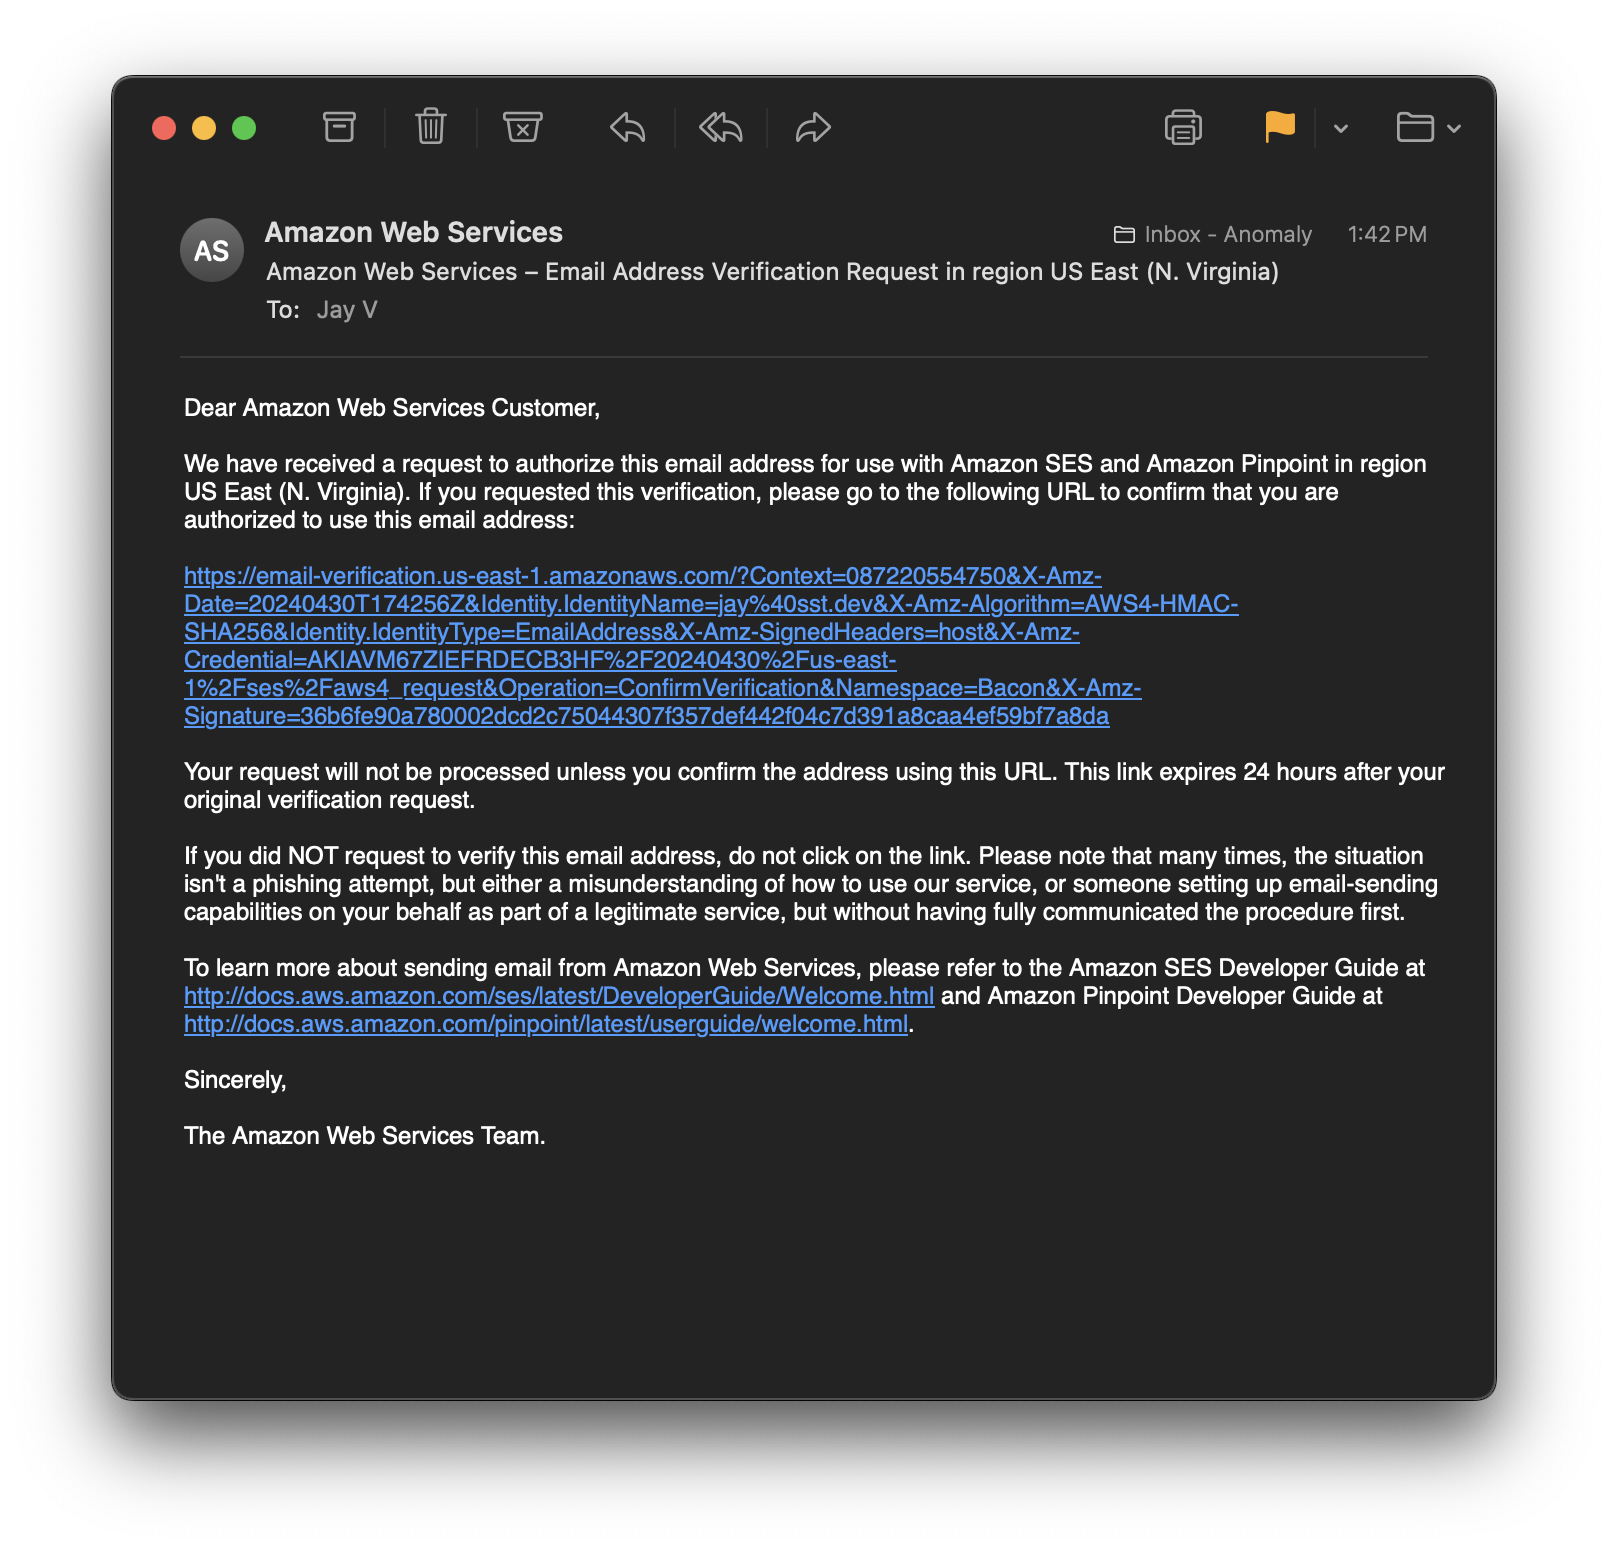 AS
Amazon Web Services
Inbox - Anomaly
1:42 PM
Amazon Web Services – Email Address Verification Request in region US East (N. Virginia)
To: Jay V
Dear Amazon Web Services Customer,
We have received a request to authorize this email address for use with Amazon SES and Amazon Pinpoint in region
US East (N. Virginia). If you requested this verification, please go to the following URL to confirm that you are
authorized to use this email address:
https://email-verification.us-east-1.amazonaws.com/?Context=087220554750&X-Amz-
Date=20240430T174256Z&Identity.IdentityName=jay%40sst.dev&X-Amz-Algorithm=AWS4-HMAC-
SHA256&Identity.IdentityType=EmailAddress&X-Amz-SignedHeaders=host&X-Amz-
Credential=AKIAVM67ZIEFRDECB3HF%2F20240430%2Fus-east-
1%2Fses%2Faws4_request&Operation=ConfirmVerification&Namespace=Bacon&X-Amz-
Signature=36b6fe90a780002dcd2c75044307f357def442f04c7d391a8caa4ef59bf7a8da
Your request will not be processed unless you confirm the address using this URL. This link expires 24 hours after your
original verification request.
If you did NOT request to verify this email address, do not click on the link. Please note that many times, the situation
isn't a phishing attempt, but either a misunderstanding of how to use our service, or someone setting up email-sending
capabilities on your behalf as part of a legitimate service, but without having fully communicated the procedure first.
To learn more about sending email from Amazon Web Services, please refer to the Amazon SES Developer Guide at
http://docs.aws.amazon.com/ses/latest/DeveloperGuide/Welcome.html and Amazon Pinpoint Developer Guide at
http://docs.aws.amazon.com/pinpoint/latest/userguide/welcome.html.
Sincerely,
The Amazon Web Services Team.